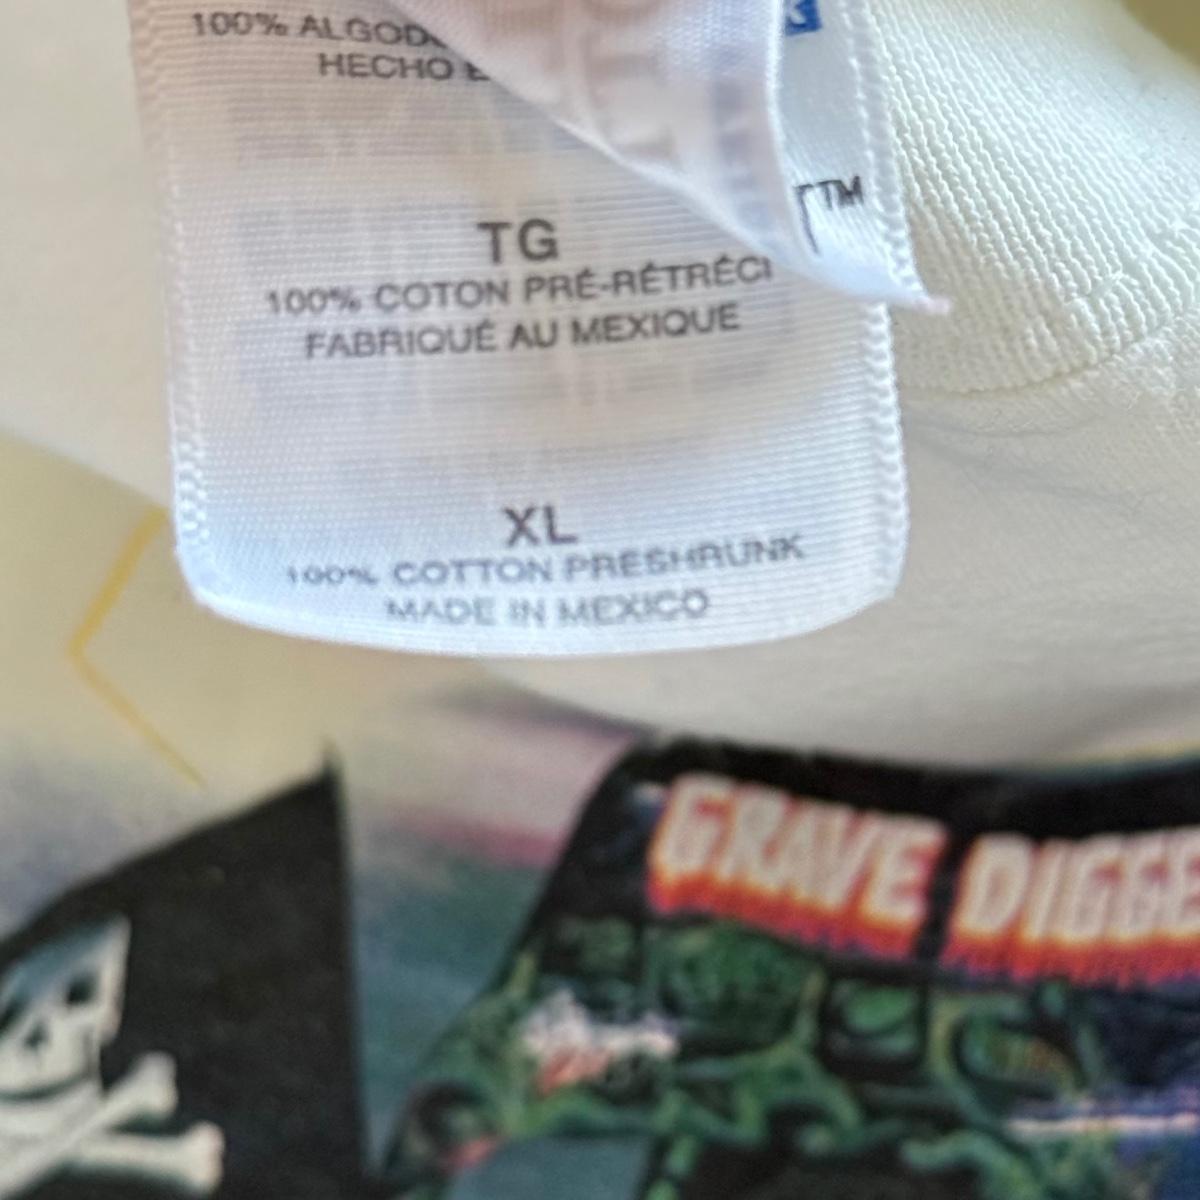 100% ALGOD
HECHO E
T™
TG
100% COTON PRÉ-RÉTRÉCI
FABRIQUÉ AU MEXIQUE
XL
100% COTTON PRESHRUNK
MADE IN MEXICO
GRAVE DIGGE